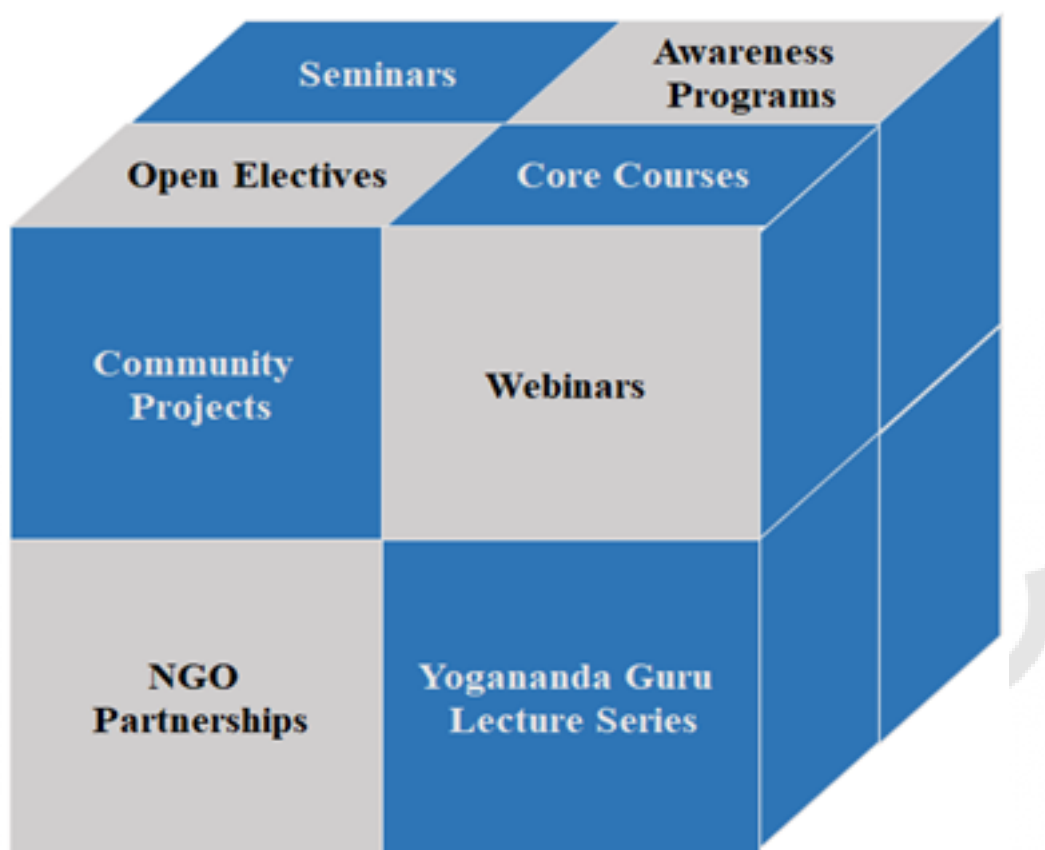 Seminars
Awareness
Programs
Open Electives
Core Courses
Community
Projects
Webinars
NGO
Partnerships
Yogananda Guru
Lecture Series